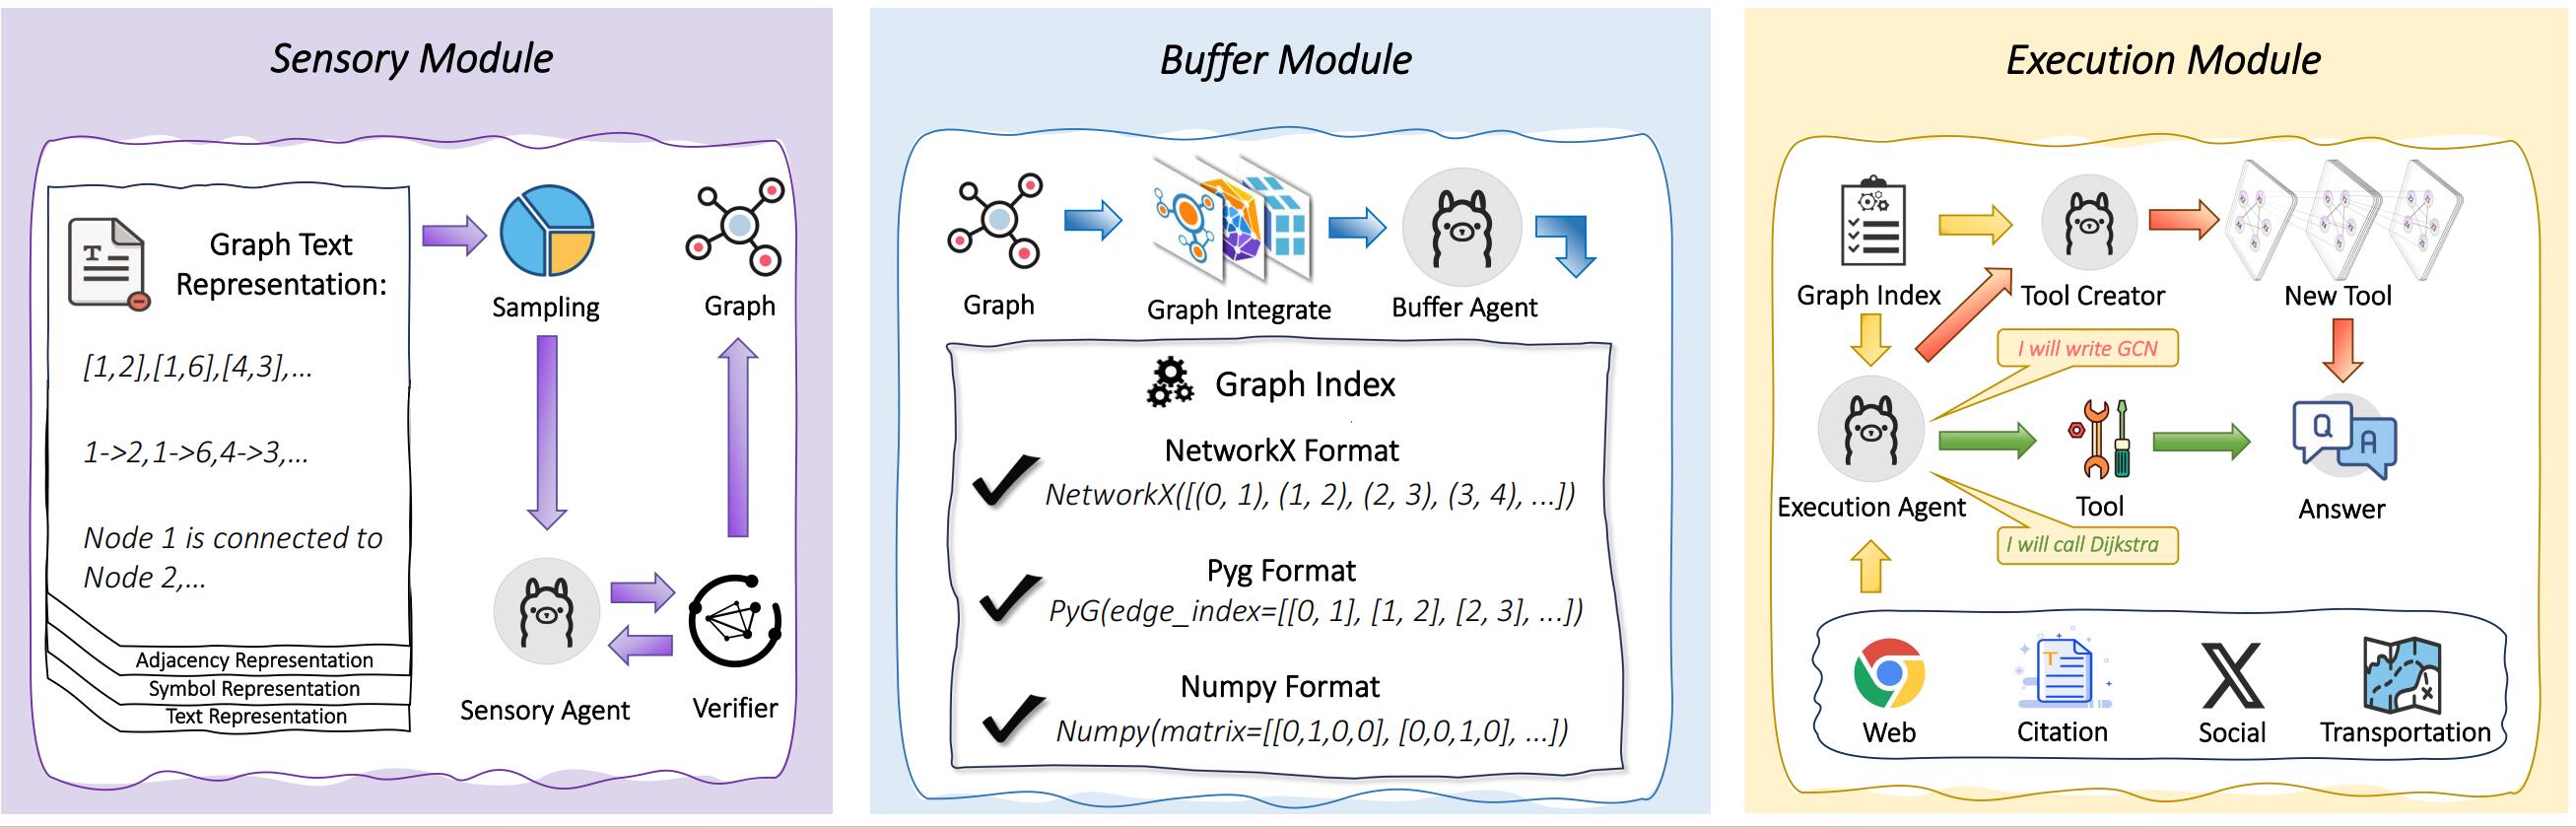 Sensory Module
Graph Text
Representation:
[1,2],[1,6],[4,3],...
1->2,1->6,4->3,...
Node 1 is connected to
Node 2,...
Adjacency Representation
Symbol Representation
Text Representation
Sampling
Graph
Sensory Agent
Verifier
Buffer Module
Graph
Graph Integrate
Buffer Agent
Graph Index
NetworkX Format
NetworkX([(0, 1), (1, 2), (2, 3), (3, 4), ...])
Pyg Format
PyG(edge_index=[[0, 1], [1, 2], [2, 3], ...])
Numpy Format
Numpy(matrix=[[0,1,0,0], [0,0,1,0], ...])
Execution Module
Graph Index
Tool Creator
New Tool
I will write GCN
Q
A
Execution Agent
Tool
Answer
I will call Dijkstra
T
Web
Citation
Social
Transportation